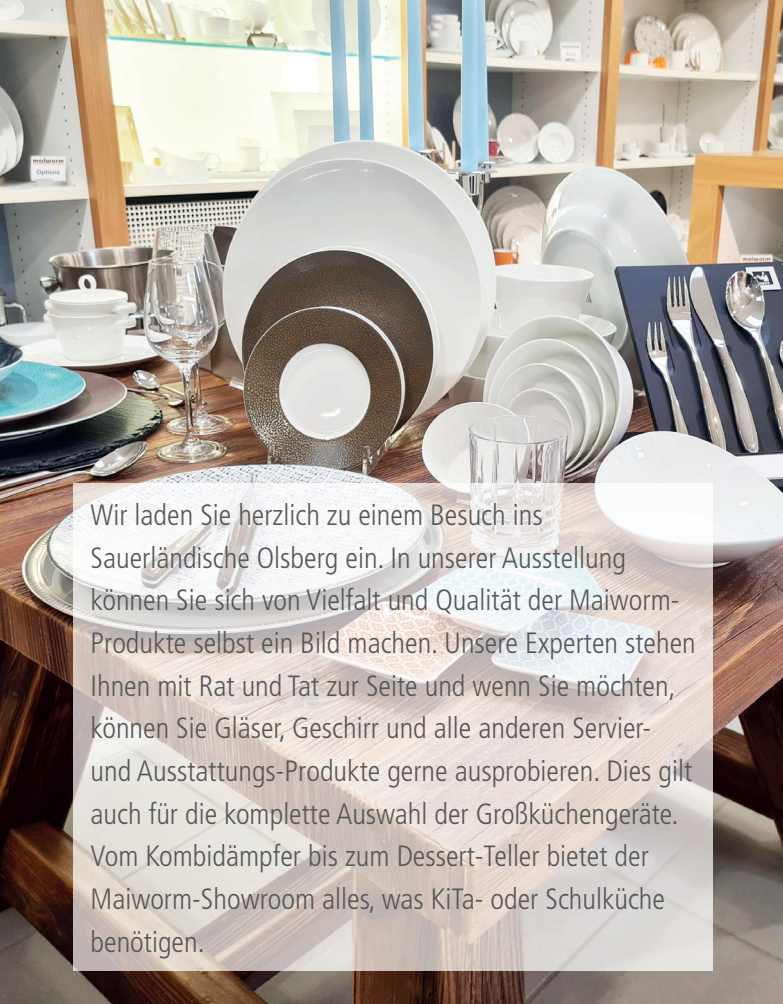 maiworm
Options
Wir laden Sie herzlich zu einem Besuch ins
Sauerländische Olsberg ein. In unserer Ausstellung
können Sie sich von Vielfalt und Qualität der Maiworm-
Produkte selbst ein Bild machen. Unsere Experten stehen
Ihnen mit Rat und Tat zur Seite und wenn Sie möchten,
können Sie Gläser, Geschirr und alle anderen Servier-
und Ausstattungs-Produkte gerne ausprobieren. Dies gilt
auch für die komplette Auswahl der Großküchengeräte.
Vom Kombidämpfer bis zum Dessert-Teller bietet der
Maiworm-Showroom alles, was KiTa- oder Schulküche
benötigen.